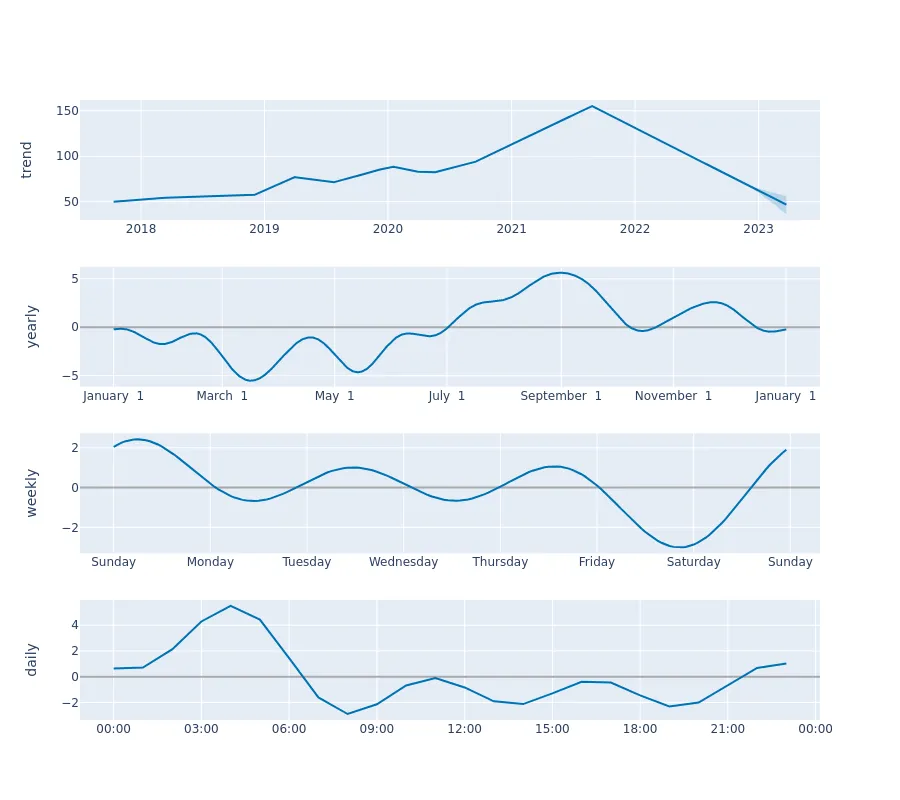 trend
150
100
50
2018 2019 2020 2021 2022 2023
yearly
5
0
−5
January 1 March 1 May 1 July 1 September 1 November 1 January 1
weekly
2
0
−2
Sunday Monday Tuesday Wednesday Thursday Friday Saturday Sunday
daily
4
2
0
−2
00:00 03:00 06:00 09:00 12:00 15:00 18:00 21:00 00:00